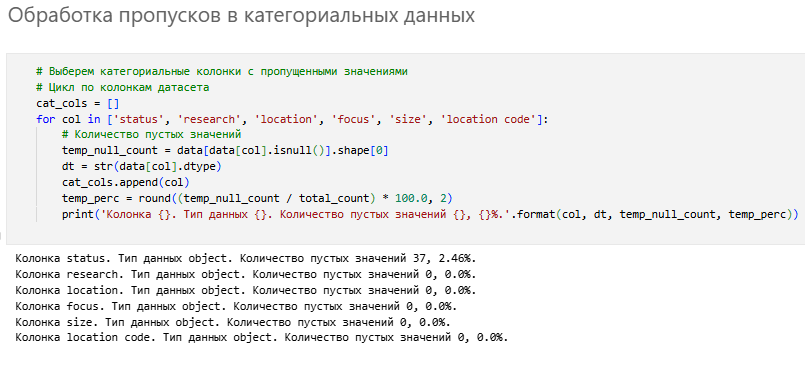 Обработка пропусков в категориальных данных
# Выберем категориальные колонки с пропущенными значениями
# Цикл по колонкам датасета
cat_cols = []
for col in ['status', 'research', 'location', 'focus', 'size', 'location code']:
# Количество пустых значений
temp_null_count = data[data[col].isnull()].shape[0]
dt = str(data[col].dtype)
cat_cols.append(col)
temp_perc = round((temp_null_count / total_count) * 100.0, 2)
print('Колонка {}. Тип данных {}. Количество пустых значений {}, {}%.'.format(col, dt, temp_null_count, temp_perc))
Колонка status. Тип данных object. Количество пустых значений 37, 2.46%.
Колонка research. Тип данных object. Количество пустых значений 0, 0.0%.
Колонка location. Тип данных object. Количество пустых значений 0, 0.0%.
Колонка focus. Тип данных object. Количество пустых значений 0, 0.0%.
Колонка size. Тип данных object. Количество пустых значений 0, 0.0%.
Колонка location code. Тип данных object. Количество пустых значений 0, 0.0%.